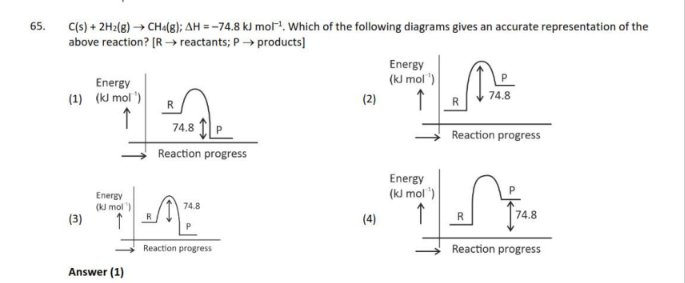 65. C(s) + 2H₂(g) → CH₄(g); ΔH = –74.8 kJ mol⁻¹. Which of the following diagrams gives an accurate representation of the
above reaction? [R → reactants; P → products]
(1)
Energy
(kJ mol⁻¹)
R
74.8
P
Reaction progress
(2)
Energy
(kJ mol⁻¹)
R
P
74.8
Reaction progress
(3)
Energy
(kJ mol⁻¹)
R
74.8
P
Reaction progress
(4)
Energy
(kJ mol⁻¹)
R
P
74.8
Reaction progress
Answer (1)